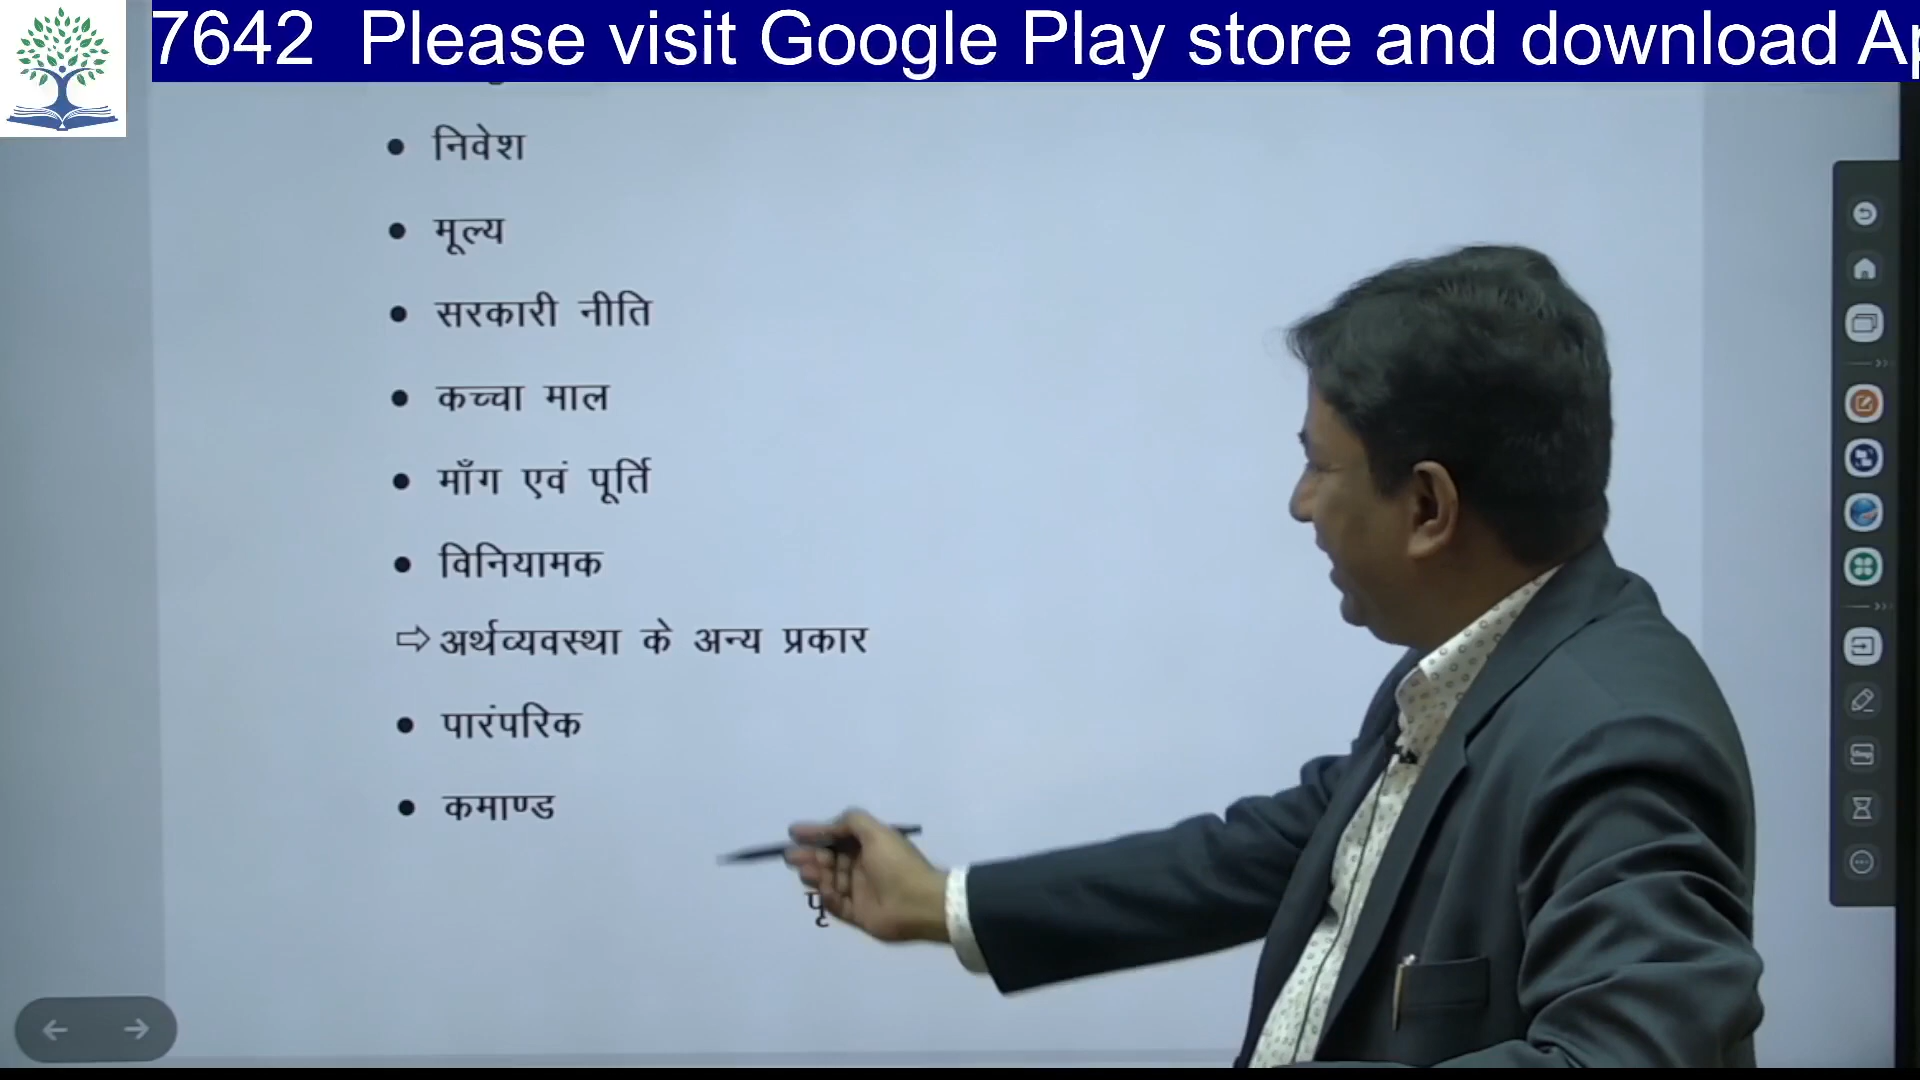 7642 Please visit Google Play store and download
• निवेश
• मूल्य
• सरकारी नीति
• कच्चा माल
• माँग एवं पूर्ति
• विनियामक
⇨ अर्थव्यवस्था के अन्य प्रकार
• पारंपरिक
• कमाण्ड